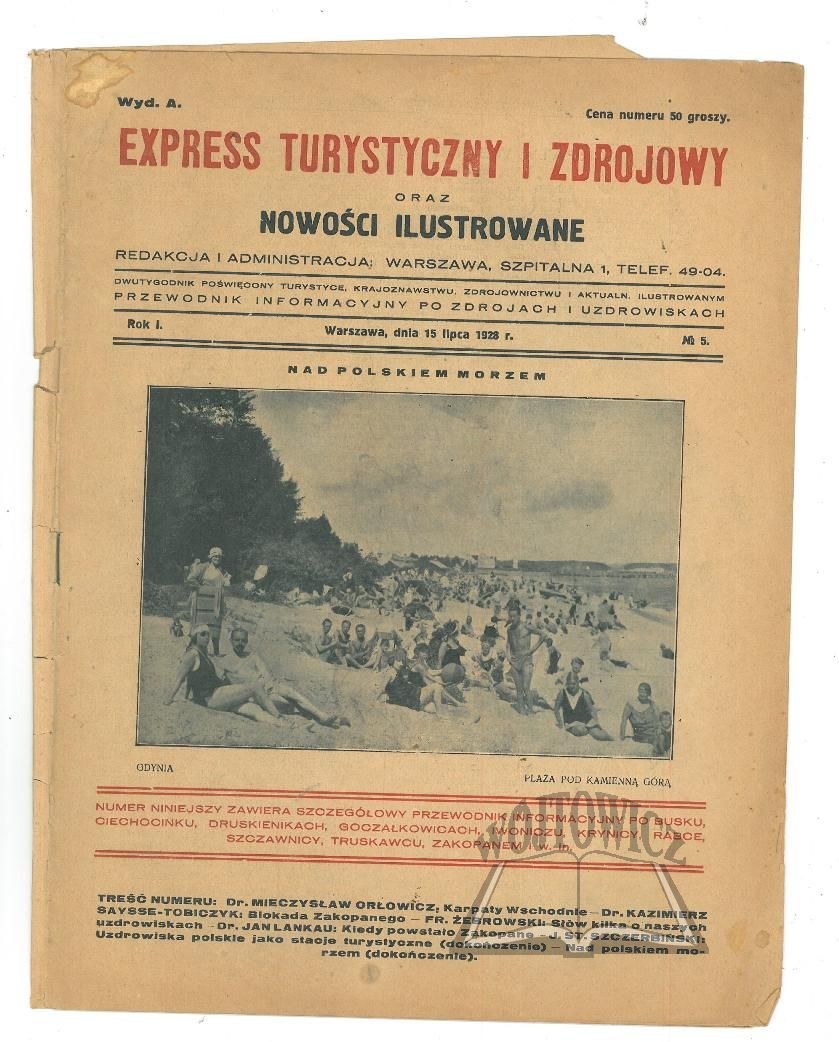 Wyd. A.
Cena numeru 50 groszy.
EXPRESS TURYSTYCZNY I ZDROJOWY
ORAZ
NOWOŚCI ILUSTROWANE
REDAKCJA I ADMINISTRACJA: WARSZAWA, SZPITALNA 1, TELEF. 49-04.
DWUTYGODNIK POŚWIĘCONY TURYSTYCE, KRAJOZNAWSTWU, ZDROJOWNICTWU I AKTUALN. ILUSTROWANYM
PRZEWODNIK INFORMACYJNY PO ZDROJACH I UZDROWISKACH
Rok I.
Warszawa, dnia 15 lipca 1928 r.
№ 5.
NAD POLSKIEM MORZEM
GDYNIA
PLAŻA POD KAMIENNĄ GÓRĄ
NUMER NINIEJSZY ZAWIERA SZCZEGÓŁOWY PRZEWODNIK INFORMACYJNY PO BUSKU,
CIECHOCINKU, DRUSKIENIKACH, GOCZAŁKOWICACH, IWONICZU, KRYNICY, RABCE,
SZCZAWNICY, TRUSKAWCU, ZAKOPANEM i w. in.
WÓJTOWICZ
TREŚĆ NUMERU: Dr. MIECZYSŁAW ORŁOWICZ: Karpaty Wschodnie – Dr. KAZIMIERZ
SAYSSE-TOBICZYK: Blokada Zakopanego – FR. ŻEBROWSKI: Słów kilka o naszych
uzdrowiskach – Dr. JAN LANKAU: Kiedy powstało Zakopane – J. ST. SZCZERBIŃSKI:
Uzdrowiska polskie jako stacje turystyczne (dokończenie) – Nad polskiem mo-
rzem (dokończenie).